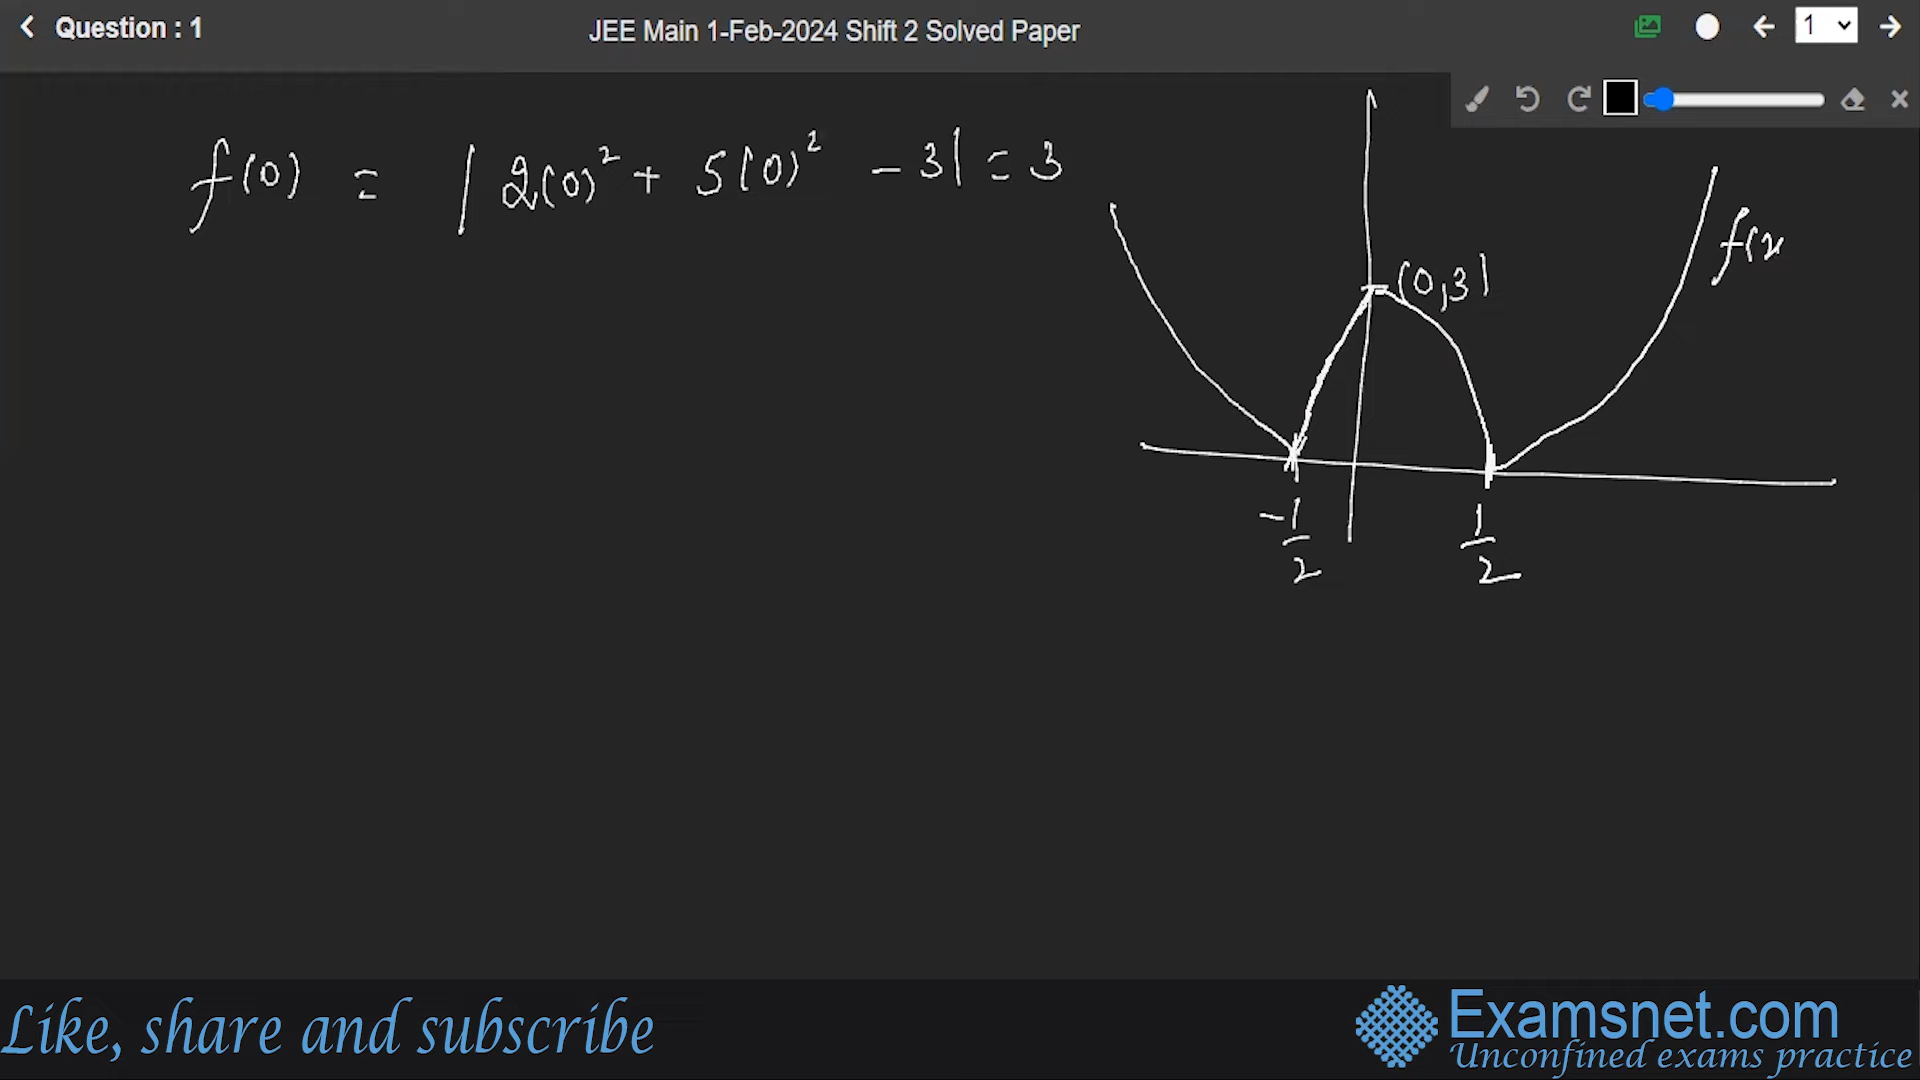 Question : 1
JEE Main 1-Feb-2024 Shift 2 Solved Paper
1
f(0) = |2(0)² + 5(0)² - 3| = 3
f(x
(0,3)
-1/2
1/2
Like, share and subscribe
Examsnet.com
Unconfined exams practice